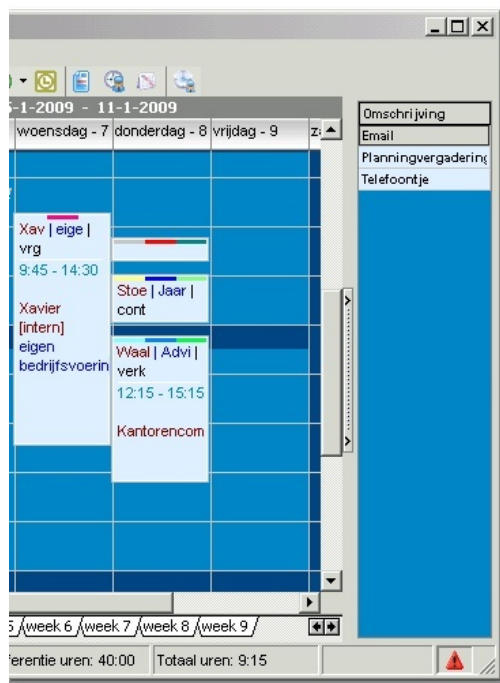 -1-2009 - 11-1-2009
woensdag - 7 donderdag - 8 vrijdag - 9
Xav | eige |
vrg
9:45 - 14:30
Xavier
[intern]
eigen
bedrijfsvoerin
Stoe | Jaar |
cont
Waal | Advi |
verk
12:15 - 15:15
Kantorencom
Omschrijving
Email
Planningvergadering
Telefoontje
week 6 week 7 week 8 week 9
ferentie uren: 40:00 Totaal uren: 9:15